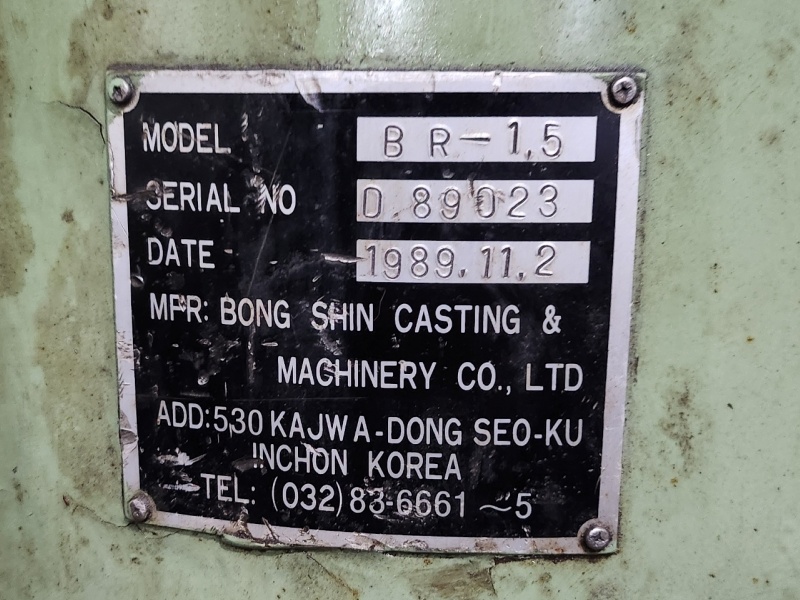 MODEL BR-1.5
SERIAL NO D 89023
DATE 1989.11.2
MFR: BONG SHIN CASTING &
MACHINERY CO., LTD
ADD:530 KAJWA-DONG SEO-KU
INCHON KOREA
TEL: (032)83-6661 ~5